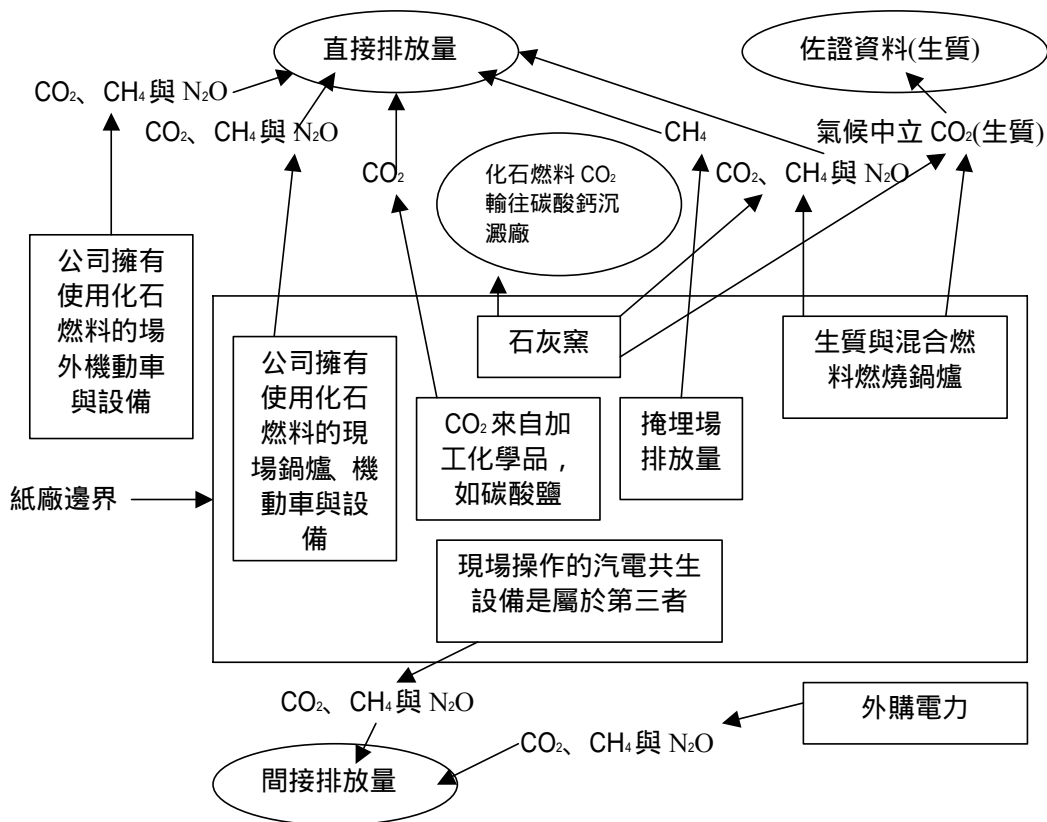 直接排放量
佐證資料(生質)
CO₂、CH₄與 N₂O
CO₂、CH₄與 N₂O
CO₂
CH₄
氣候中立 CO₂(生質)
CO₂、CH₄與 N₂O
化石燃料 CO₂
輸往碳酸鈣沉
澱廠
公司擁有
使用化石
燃料的場
外機動車
與設備
公司擁有
使用化石
燃料的現
場鍋爐、機
動車與設
備
石灰窯
生質與混合燃
料燃燒鍋爐
CO₂來自加
工化學品，
如碳酸鹽
掩埋場
排放量
紙廠邊界
現場操作的汽電共生
設備是屬於第三者
CO₂、CH₄與 N₂O
外購電力
CO₂、CH₄與 N₂O
間接排放量